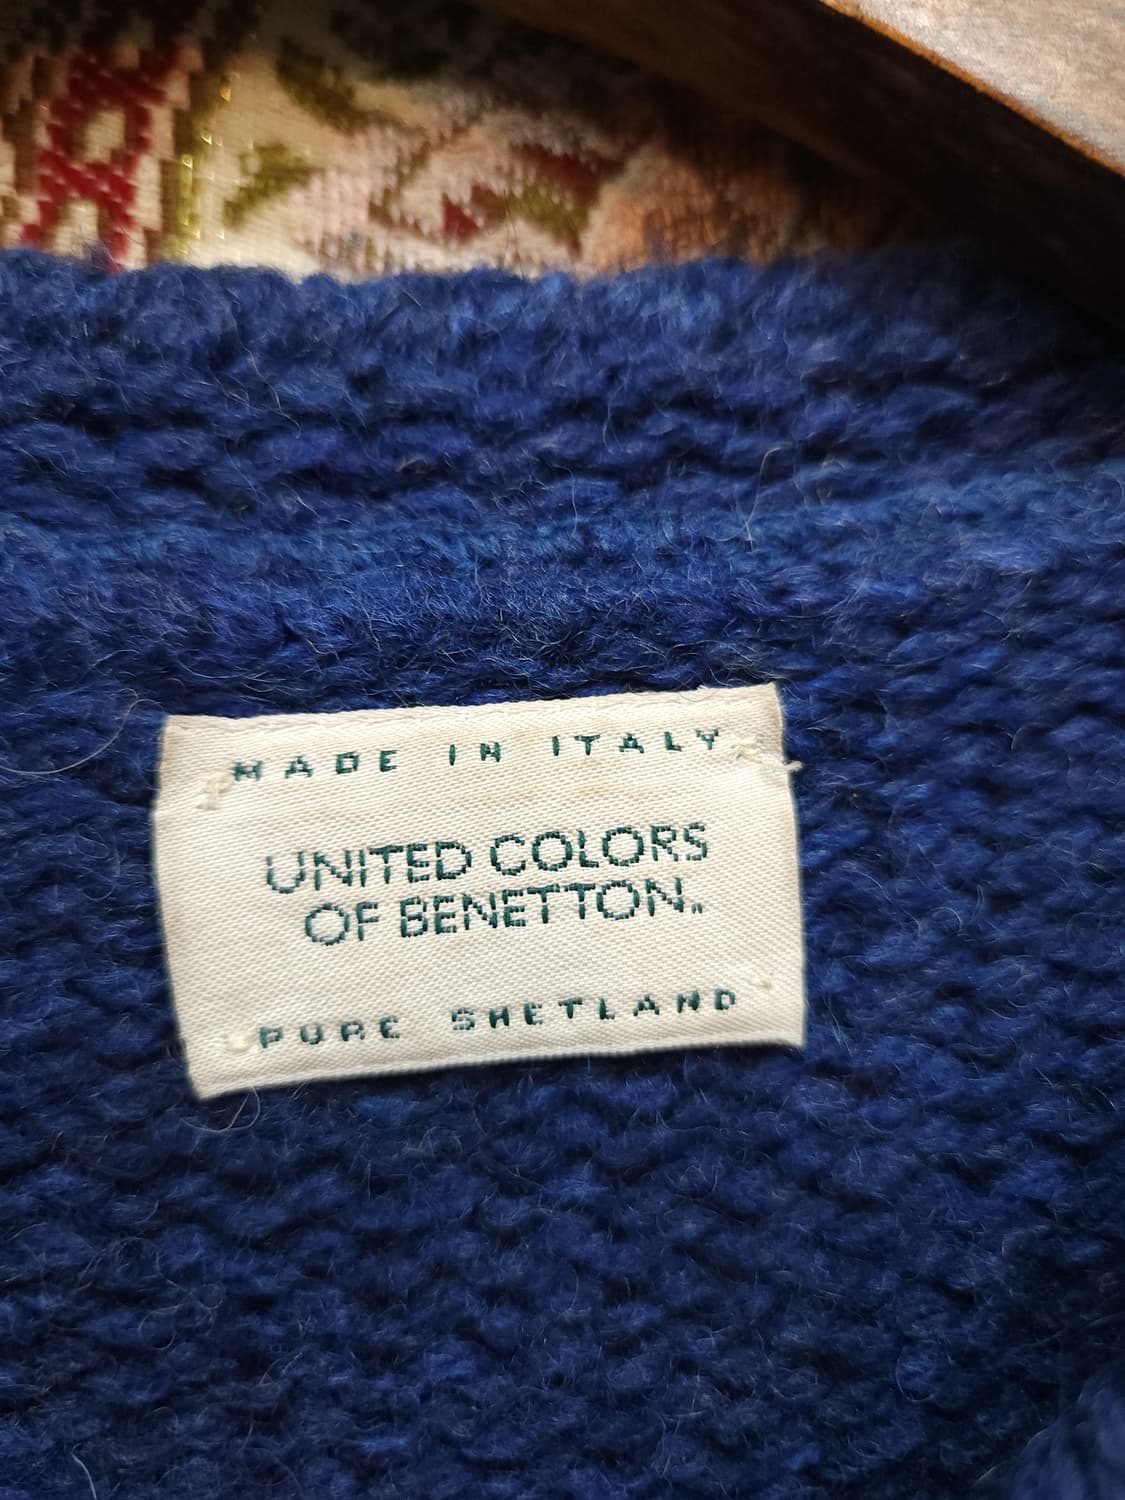 MADE IN ITALY
UNITED COLORS
OF BENETTON.
PURE SHETLAND